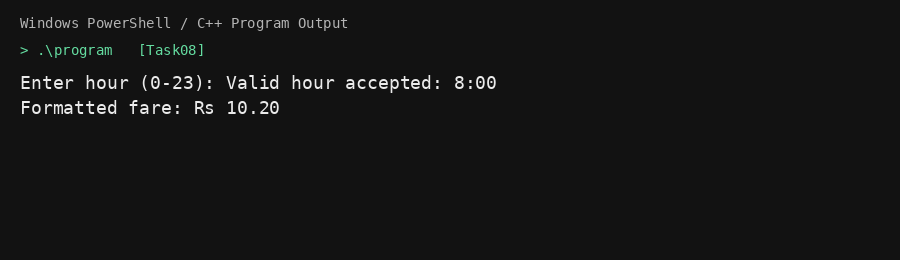 Windows PowerShell / C++ Program Output
> .\program   [Task08]
Enter hour (0-23): Valid hour accepted: 8:00
Formatted fare: Rs 10.20